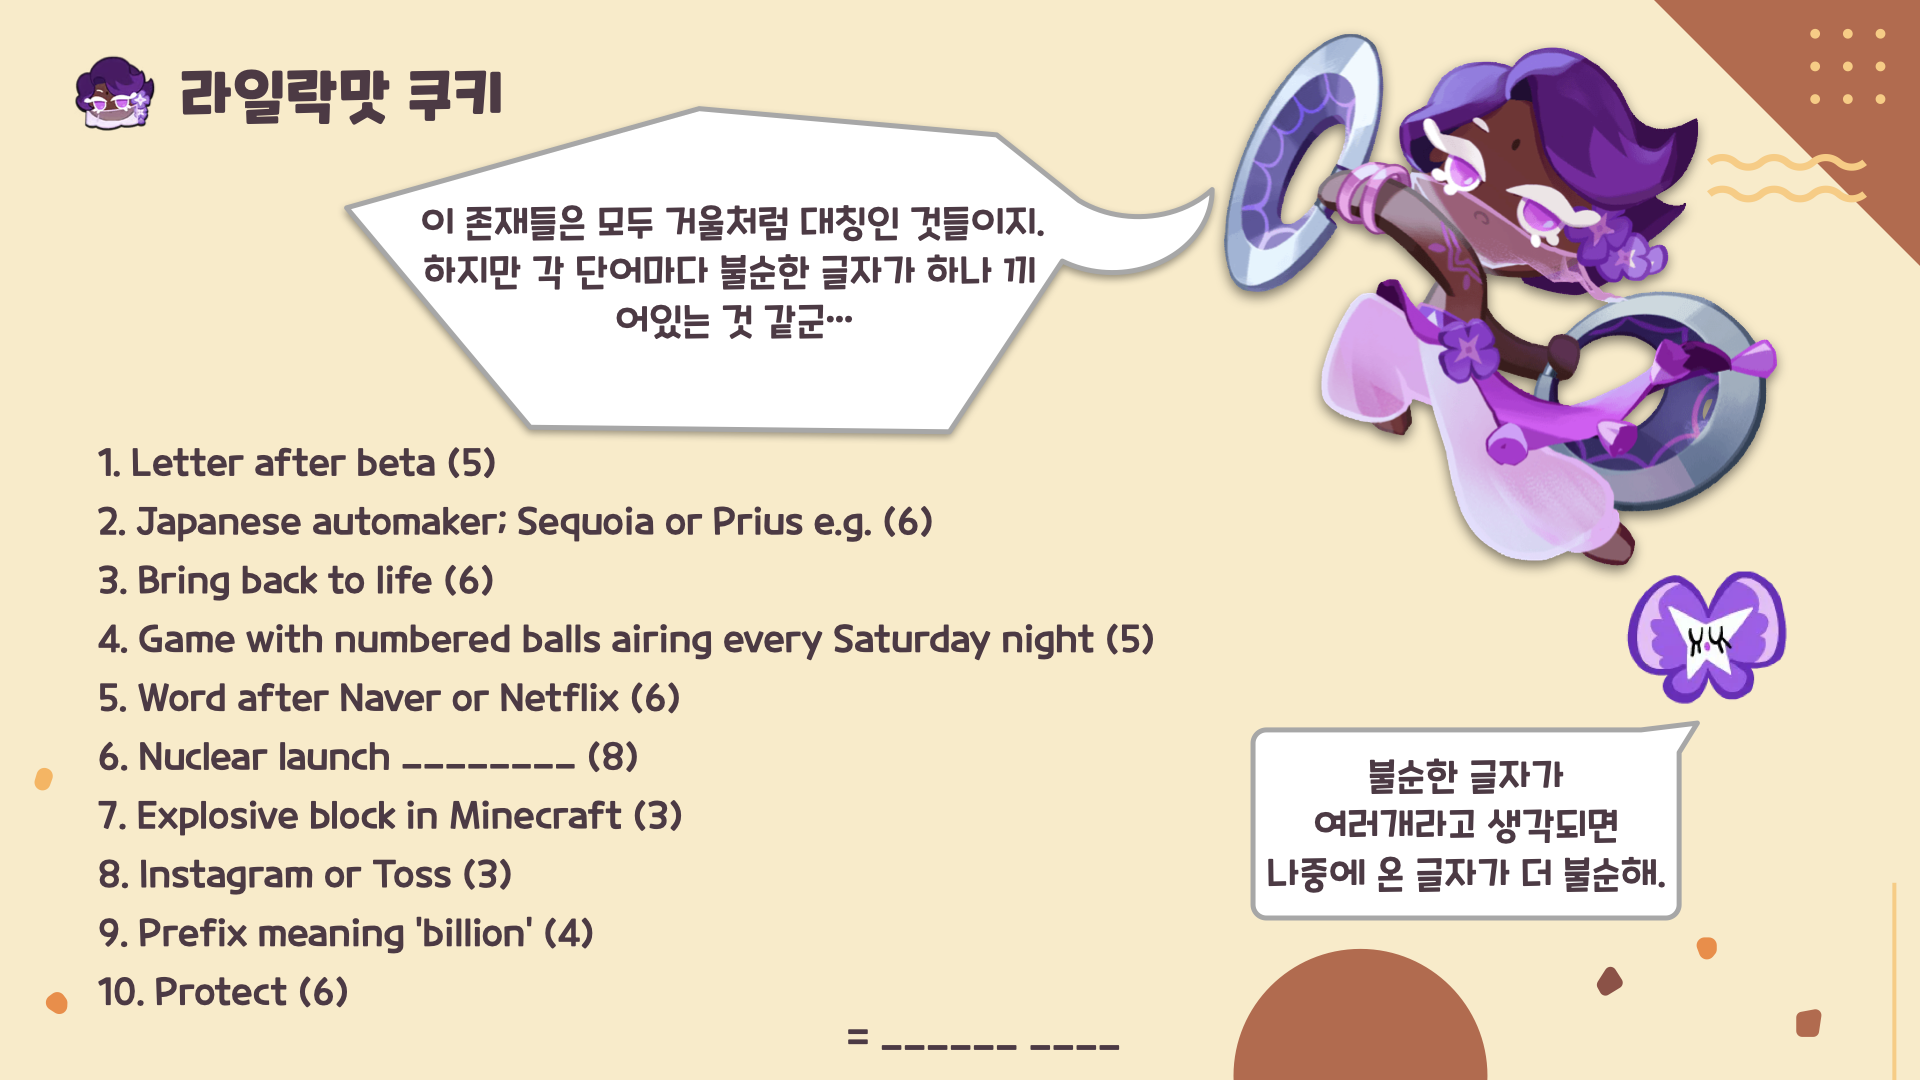 라일락맛 쿠키
이 존재들은 모두 거울처럼 대칭인 것들이지.
하지만 각 단어마다 불순한 글자가 하나 끼
어있는 것 같군…
1. Letter after beta (5)
2. Japanese automaker; Sequoia or Prius e.g. (6)
3. Bring back to life (6)
4. Game with numbered balls airing every Saturday night (5)
5. Word after Naver or Netflix (6)
6. Nuclear launch ________ (8)
7. Explosive block in Minecraft (3)
8. Instagram or Toss (3)
9. Prefix meaning 'billion' (4)
10. Protect (6)
불순한 글자가
여러개라고 생각되면
나중에 온 글자가 더 불순해.
= ______ ____